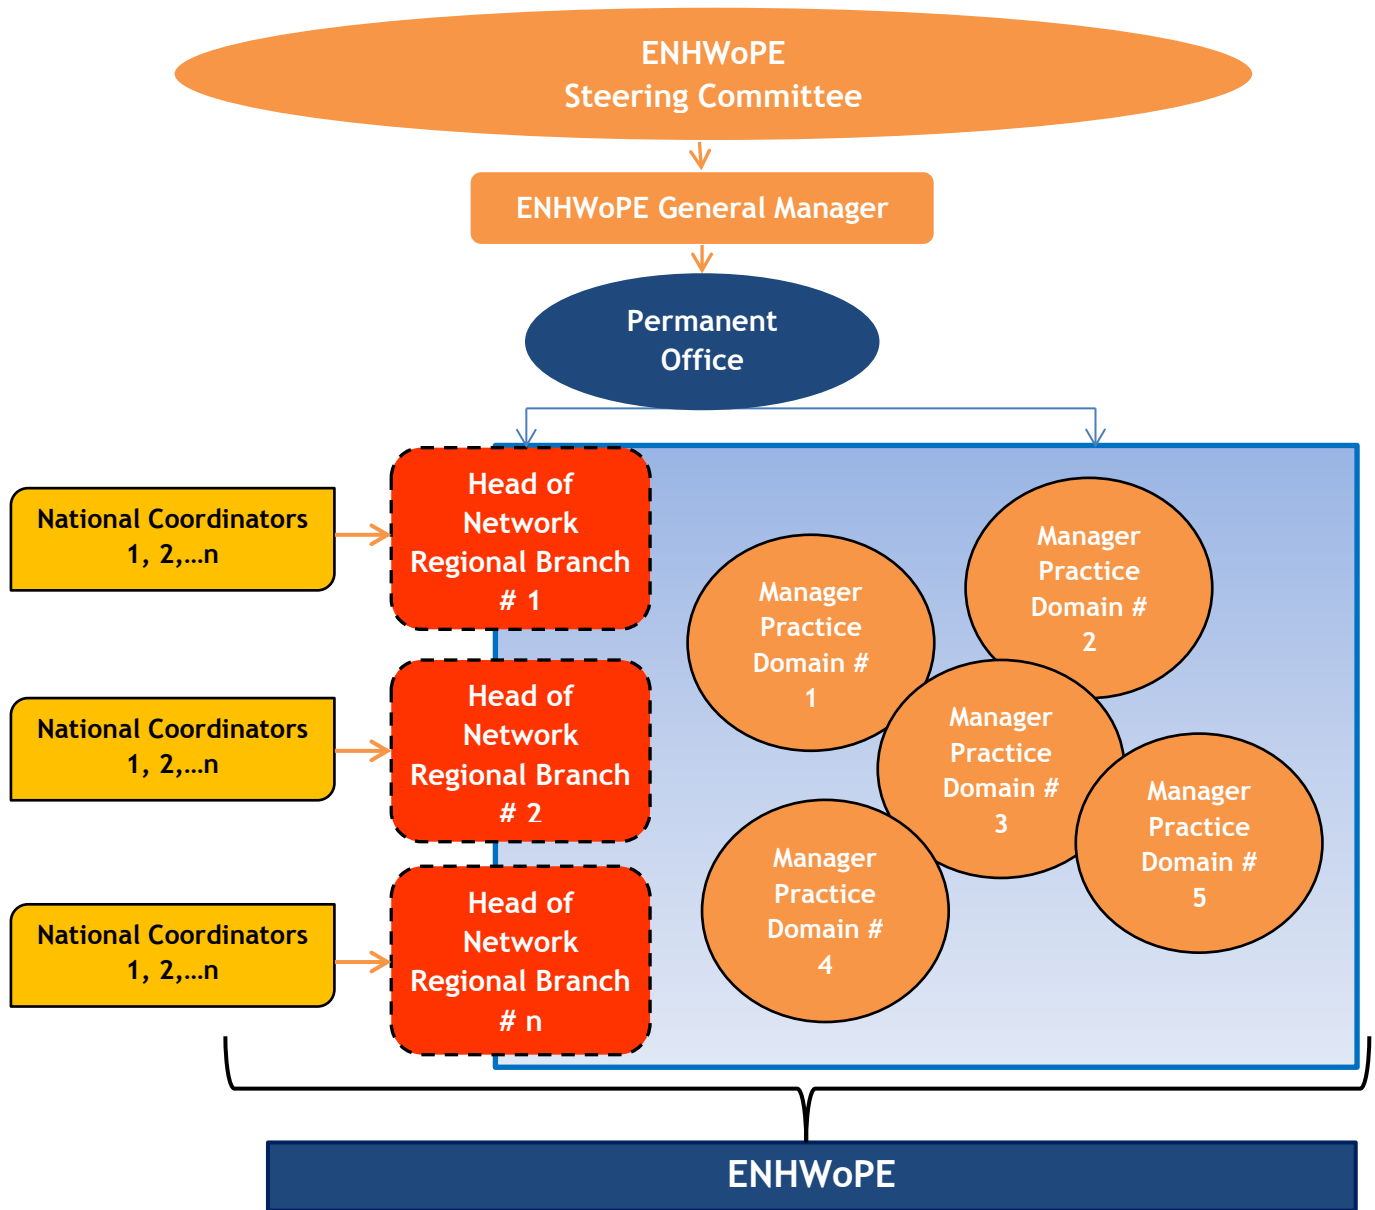 ENHWoPE
Steering Committee
ENHWoPE General Manager
Permanent
Office
National Coordinators
1, 2,…n
Head of
Network
Regional Branch
# 1
National Coordinators
1, 2,…n
Head of
Network
Regional Branch
# 2
National Coordinators
1, 2,…n
Head of
Network
Regional Branch
# n
Manager
Practice
Domain #
1
Manager
Practice
Domain #
2
Manager
Practice
Domain #
3
Manager
Practice
Domain #
4
Manager
Practice
Domain #
5
ENHWoPE